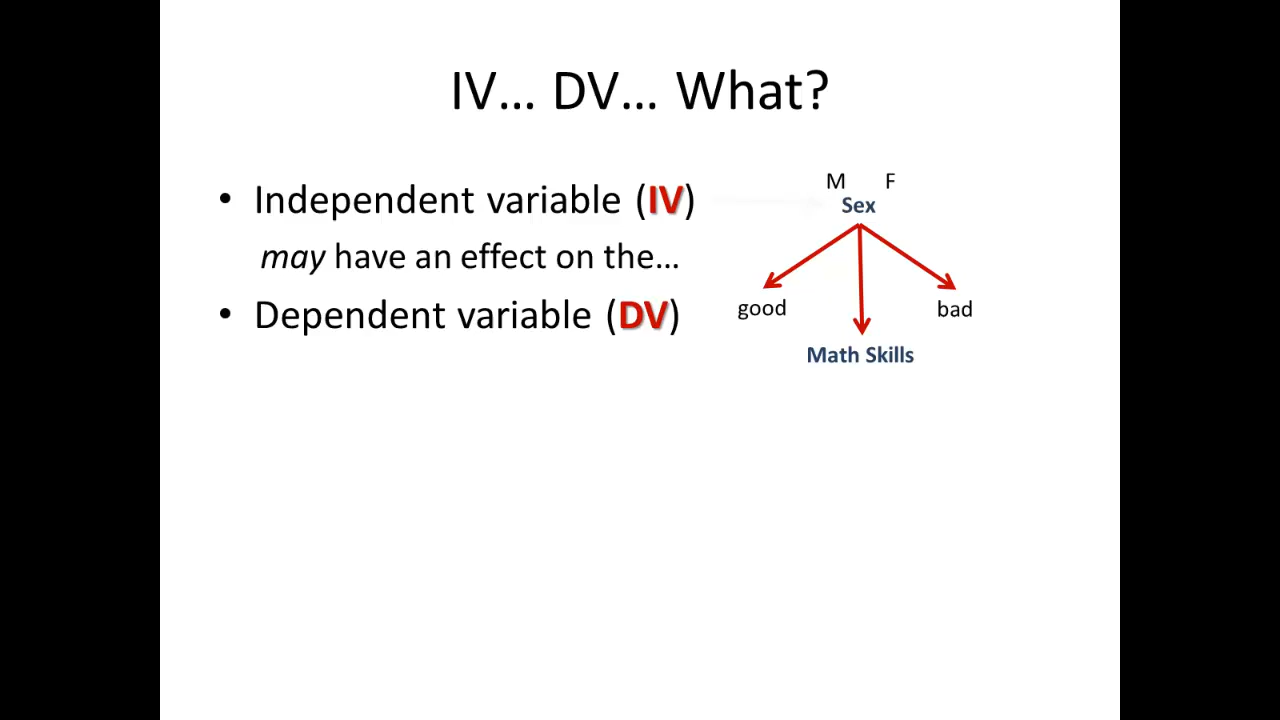 IV... DV... What?
• Independent variable (IV)
may have an effect on the...
• Dependent variable (DV)
M F
Sex
good bad
Math Skills